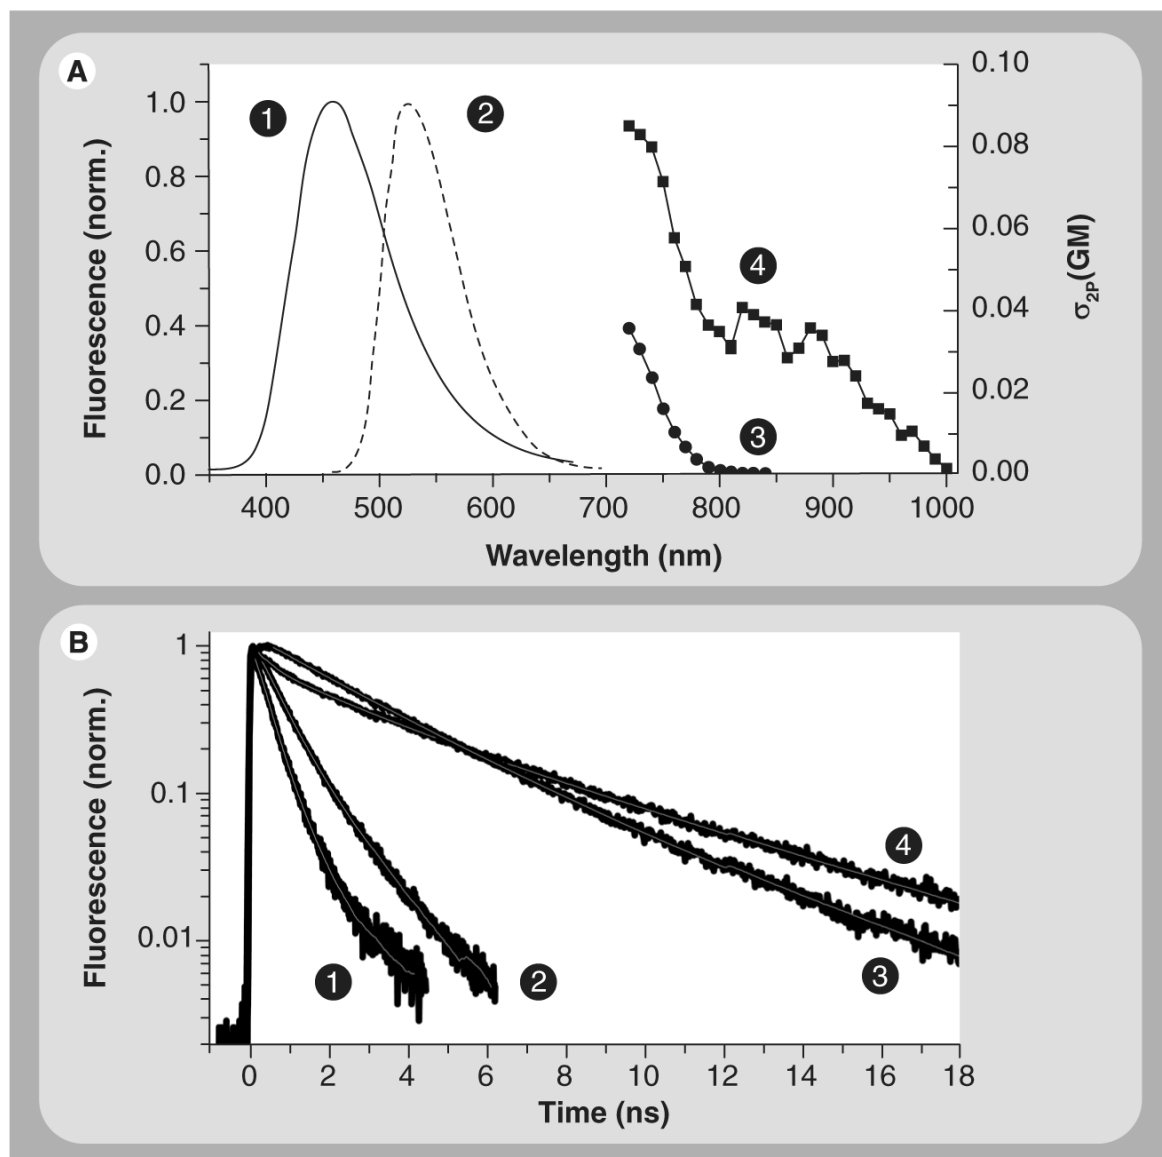 A
Fluorescence (norm.)
1.0
0.8
0.6
0.4
0.2
0.0
1
2
3
4
0.10
0.08
0.06
0.04
0.02
0.00
σ2P(GM)
400 500 600 700 800 900 1000
Wavelength (nm)
B
Fluorescence (norm.)
1
0.1
0.01
1
2
4
3
0 2 4 6 8 10 12 14 16 18
Time (ns)